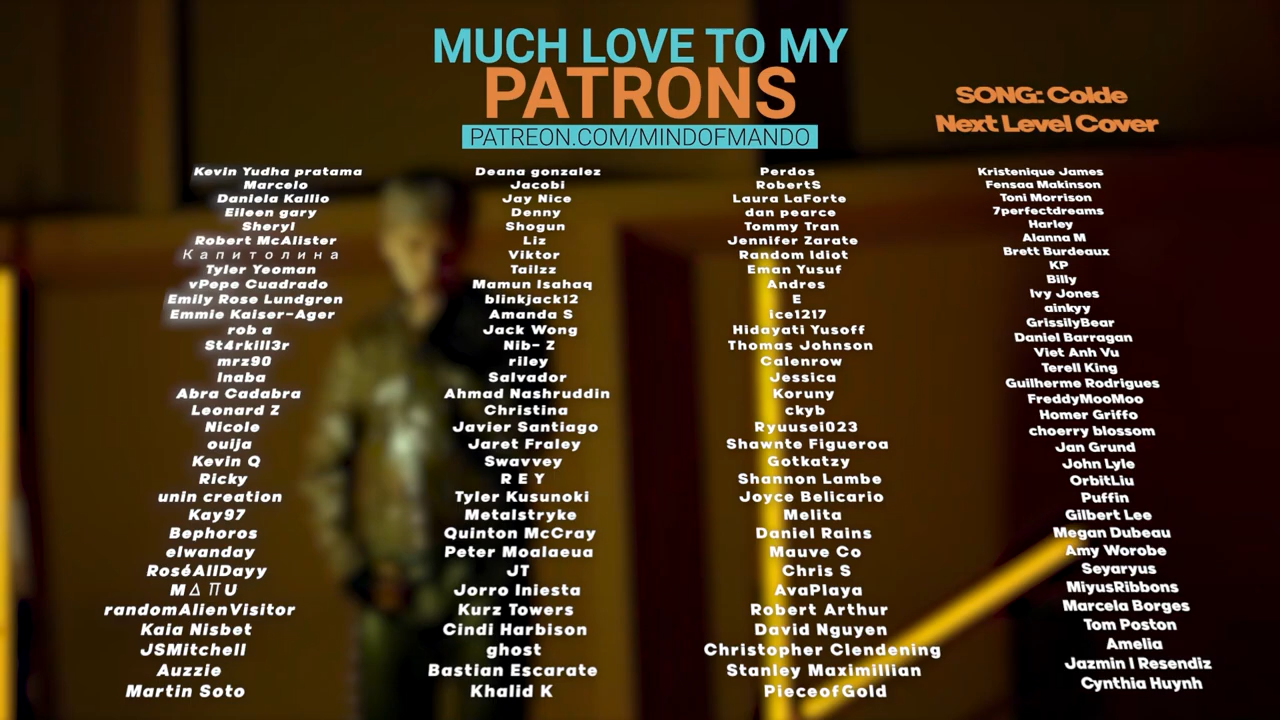 MUCH LOVE TO MY
PATRONS
PATREON.COM/MINDOFMANDO
SONG: Colde
Next Level Cover
Kevin Yudha pratama
Marcelo
Daniela Kallio
Eileen gary
Sheryl
Robert McAlister
Капитолина
Tyler Yeoman
vPepe Cuadrado
Emily Rose Lundgren
Emmie Kaiser-Ager
rob a
St4rkill3r
mrz90
Inaba
Abra Cadabra
Leonard Z
Nicole
ouija
Kevin Q
Ricky
unin creation
Kay97
Bephoros
elwanday
RoséAllDayy
M∆ΠU
randomAlienVisitor
Kaia Nisbet
JSMitchell
Auzzie
Martin Soto
Deana gonzalez
Jacobi
Jay Nice
Denny
Shogun
Liz
Viktor
Tailzz
Mamun Isahaq
blinkjack12
Amanda S
Jack Wong
Nib- Z
riley
Salvador
Ahmad Nashruddin
Christina
Javier Santiago
Jaret Fraley
Swavvey
R E Y
Tyler Kusunoki
Metalstryke
Quinton McCray
Peter Moalaeua
JT
Jorro Iniesta
Kurz Towers
Cindi Harbison
ghost
Bastian Escarate
Khalid K
Perdos
RobertS
Laura LaForte
dan pearce
Tommy Tran
Jennifer Zarate
Random Idiot
Eman Yusuf
Andres
E
ice1217
Hidayati Yusoff
Thomas Johnson
Calenrow
Jessica
Koruny
ckyb
Ryuusei023
Shawnte Figueroa
Gotkatzy
Shannon Lambe
Joyce Belicario
Melita
Daniel Rains
Mauve Co
Chris S
AvaPlaya
Robert Arthur
David Nguyen
Christopher Clendening
Stanley Maximillian
PieceofGold
Kristenique James
Fensaa Makinson
Toni Morrison
7perfectdreams
Harley
Alanna M
Brett Burdeaux
KP
Billy
Ivy Jones
ainkyy
GrissilyBear
Daniel Barragan
Viet Anh Vu
Terell King
Guilherme Rodrigues
FreddyMooMoo
Homer Griffo
choerry blossom
Jan Grund
John Lyle
OrbitLiu
Puffin
Gilbert Lee
Megan Dubeau
Amy Worobe
Seyaryus
MiyusRibbons
Marcela Borges
Tom Poston
Amelia
Jazmin I Resendiz
Cynthia Huynh